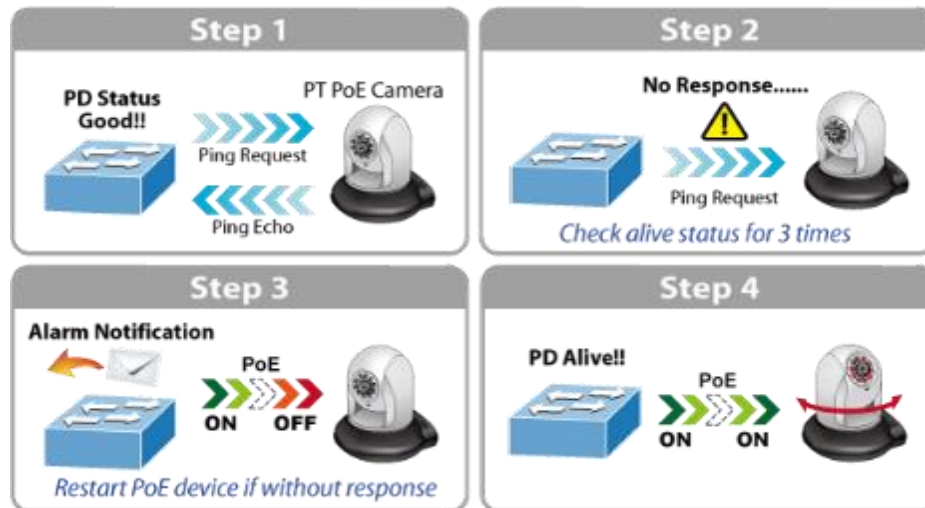 Step 1
PD Status
Good!!
PT PoE Camera
Ping Request
Ping Echo
Step 2
No Response......
Ping Request
Check alive status for 3 times
Step 3
Alarm Notification
PoE
ON OFF
Restart PoE device if without response
Step 4
PD Alive!!
PoE
ON ON